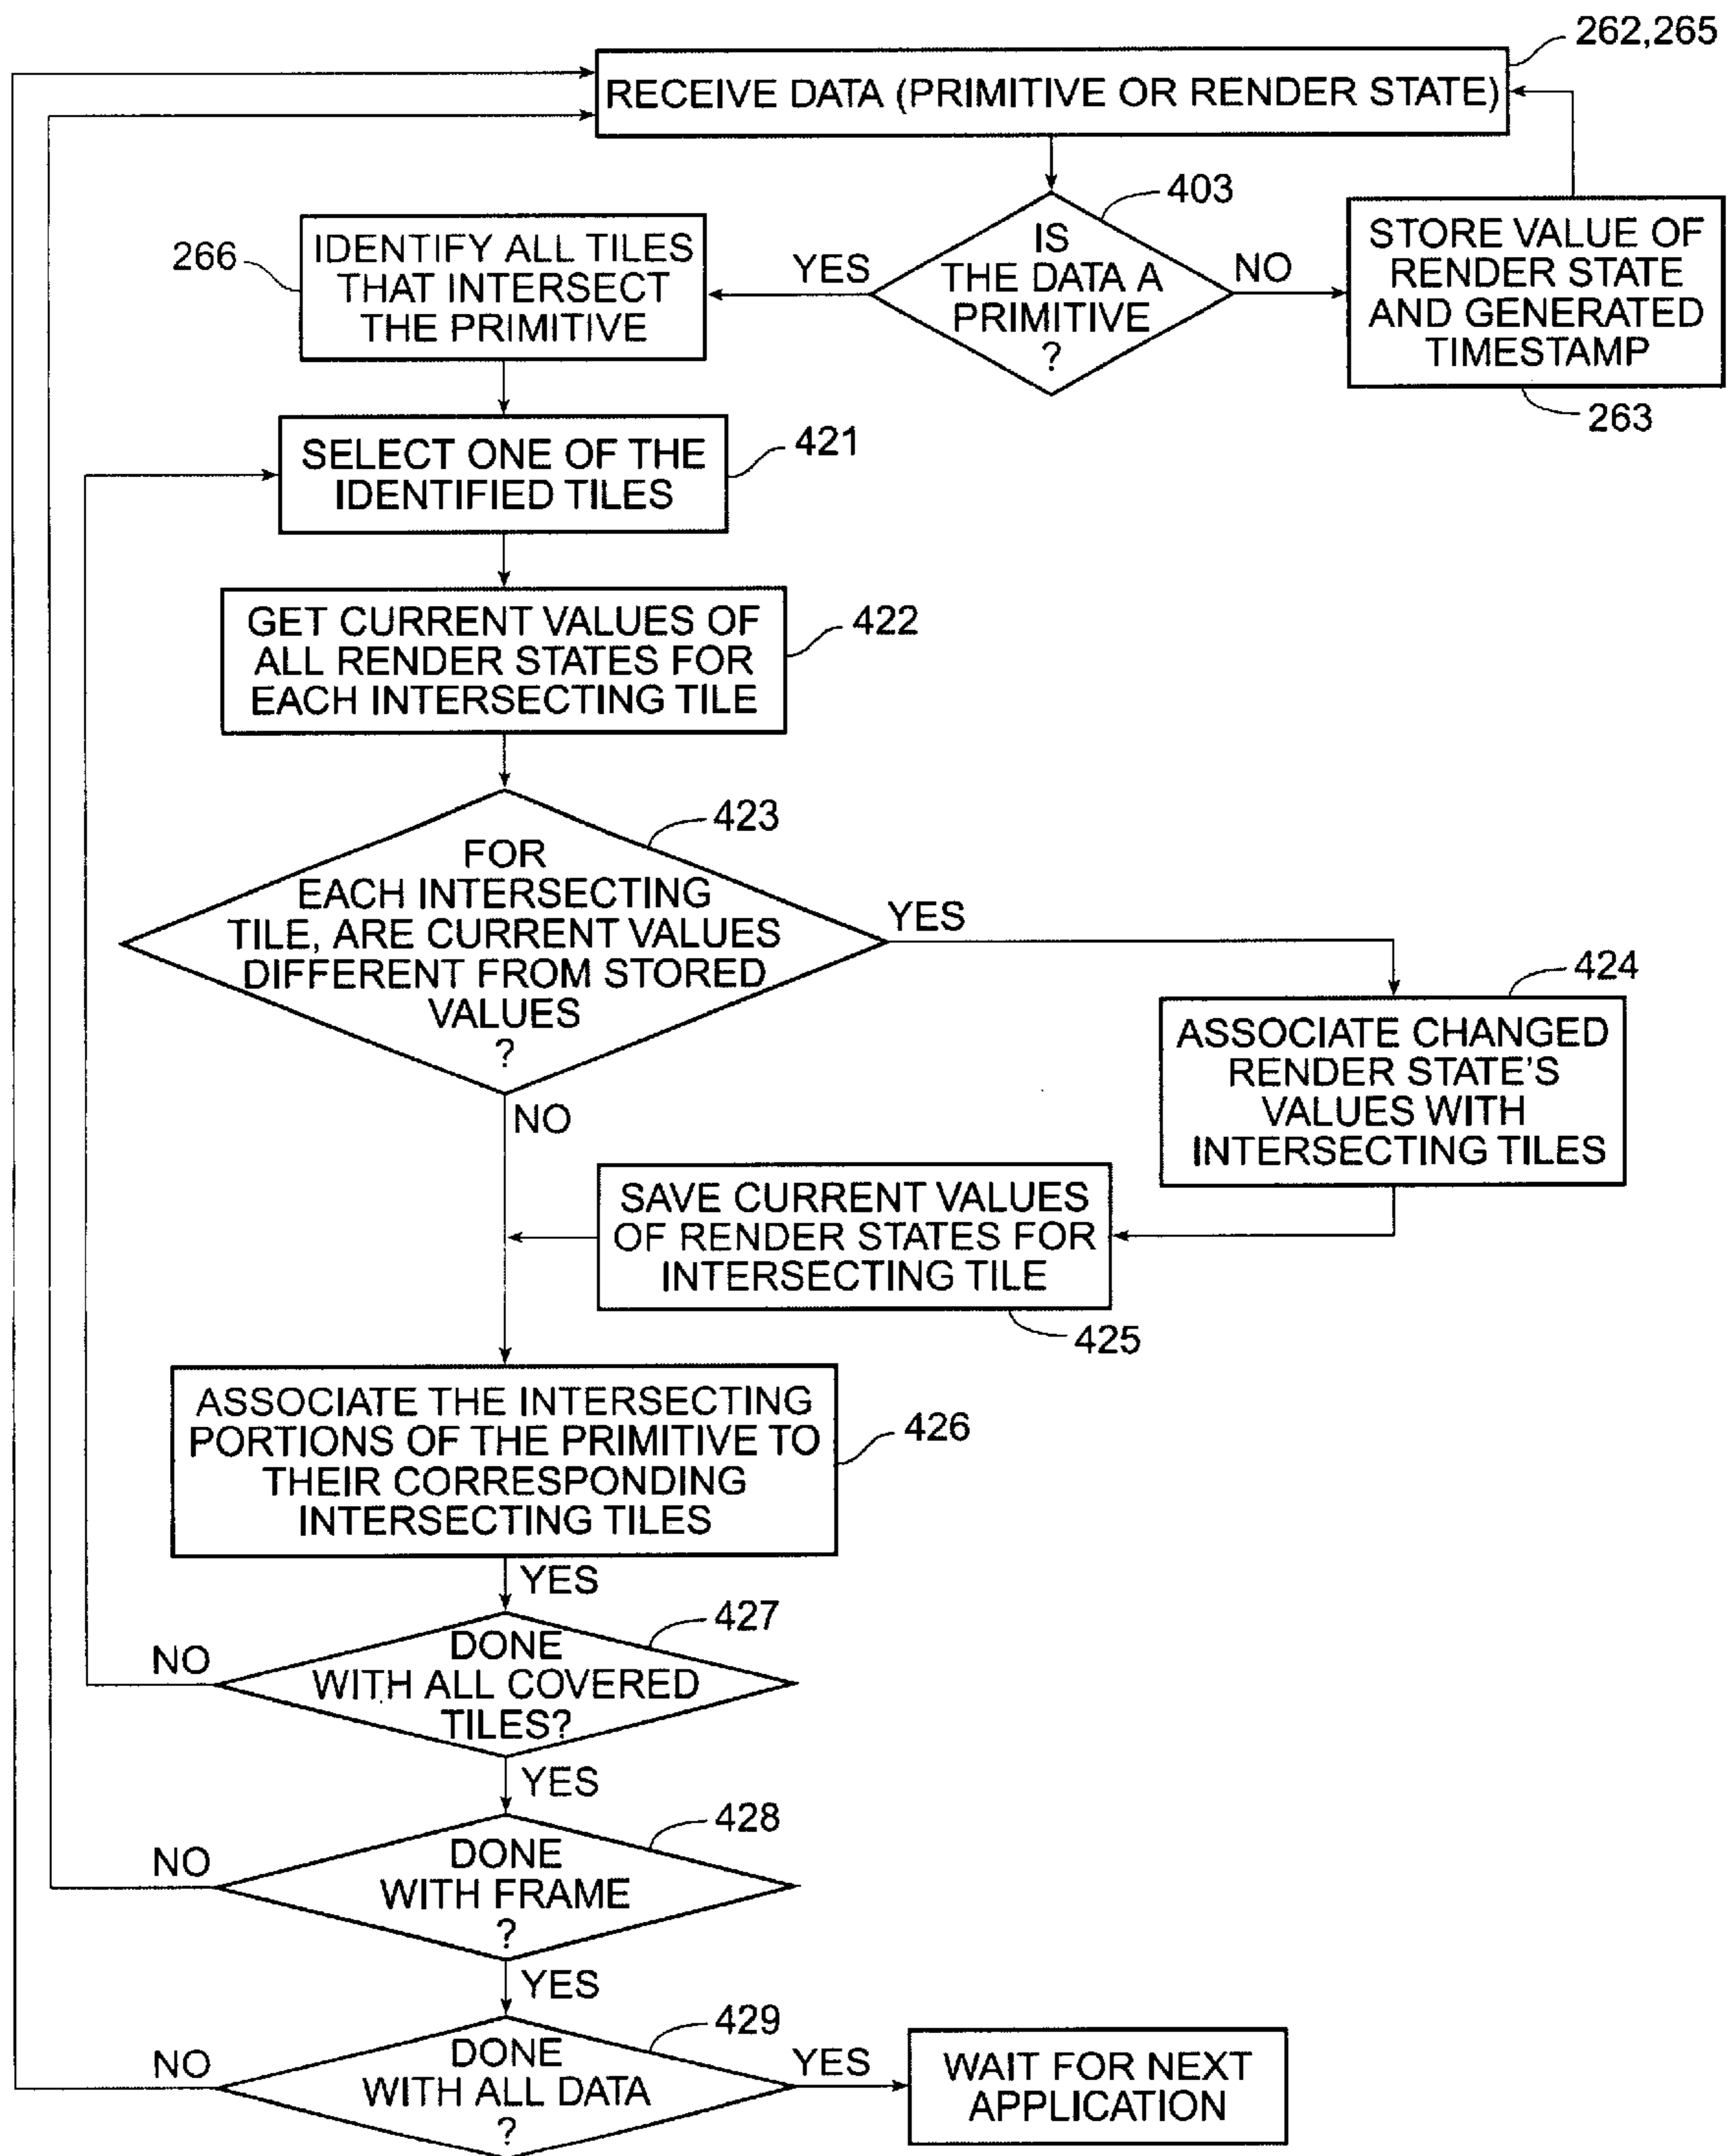 262,265
RECEIVE DATA (PRIMITIVE OR RENDER STATE)
403
IS
THE DATA A
PRIMITIVE
?
YES
NO
266
IDENTIFY ALL TILES
THAT INTERSECT
THE PRIMITIVE
STORE VALUE OF
RENDER STATE
AND GENERATED
TIMESTAMP
263
SELECT ONE OF THE
IDENTIFIED TILES
421
GET CURRENT VALUES OF
ALL RENDER STATES FOR
EACH INTERSECTING TILE
422
423
FOR
EACH INTERSECTING
TILE, ARE CURRENT VALUES
DIFFERENT FROM STORED
VALUES
?
YES
NO
424
ASSOCIATE CHANGED
RENDER STATE'S
VALUES WITH
INTERSECTING TILES
SAVE CURRENT VALUES
OF RENDER STATES FOR
INTERSECTING TILE
425
ASSOCIATE THE INTERSECTING
PORTIONS OF THE PRIMITIVE TO
THEIR CORRESPONDING
INTERSECTING TILES
426
YES
427
DONE
WITH ALL COVERED
TILES?
NO
YES
428
DONE
WITH FRAME
?
NO
YES
429
DONE
WITH ALL DATA
?
NO
YES
WAIT FOR NEXT
APPLICATION